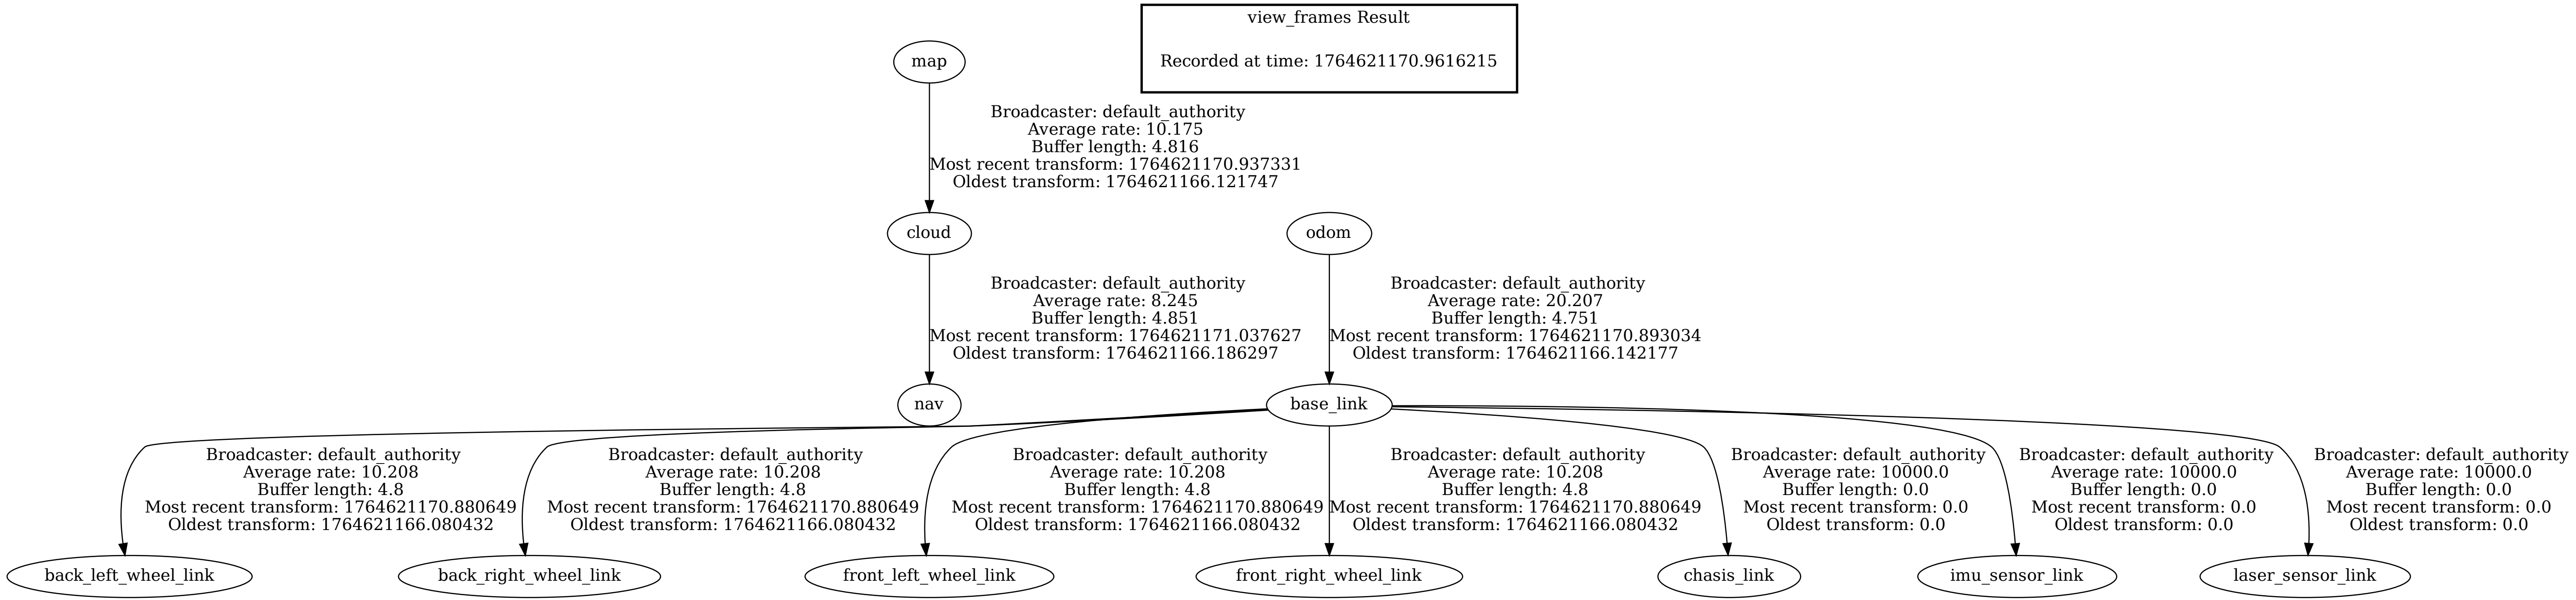 view_frames Result
Recorded at time: 1764621170.9616215
map
Broadcaster: default_authority
Average rate: 10.175
Buffer length: 4.816
Most recent transform: 1764621170.937331
Oldest transform: 1764621166.121747
cloud
odom
Broadcaster: default_authority
Average rate: 8.245
Buffer length: 4.851
Most recent transform: 1764621171.037627
Oldest transform: 1764621166.186297
Broadcaster: default_authority
Average rate: 20.207
Buffer length: 4.751
Most recent transform: 1764621170.893034
Oldest transform: 1764621166.142177
nav
base_link
Broadcaster: default_authority
Average rate: 10.208
Buffer length: 4.8
Most recent transform: 1764621170.880649
Oldest transform: 1764621166.080432
Broadcaster: default_authority
Average rate: 10.208
Buffer length: 4.8
Most recent transform: 1764621170.880649
Oldest transform: 1764621166.080432
Broadcaster: default_authority
Average rate: 10.208
Buffer length: 4.8
Most recent transform: 1764621170.880649
Oldest transform: 1764621166.080432
Broadcaster: default_authority
Average rate: 10.208
Buffer length: 4.8
Most recent transform: 1764621170.880649
Oldest transform: 1764621166.080432
Broadcaster: default_authority
Average rate: 10000.0
Buffer length: 0.0
Most recent transform: 0.0
Oldest transform: 0.0
Broadcaster: default_authority
Average rate: 10000.0
Buffer length: 0.0
Most recent transform: 0.0
Oldest transform: 0.0
Broadcaster: default_authority
Average rate: 10000.0
Buffer length: 0.0
Most recent transform: 0.0
Oldest transform: 0.0
back_left_wheel_link
back_right_wheel_link
front_left_wheel_link
front_right_wheel_link
chasis_link
imu_sensor_link
laser_sensor_link